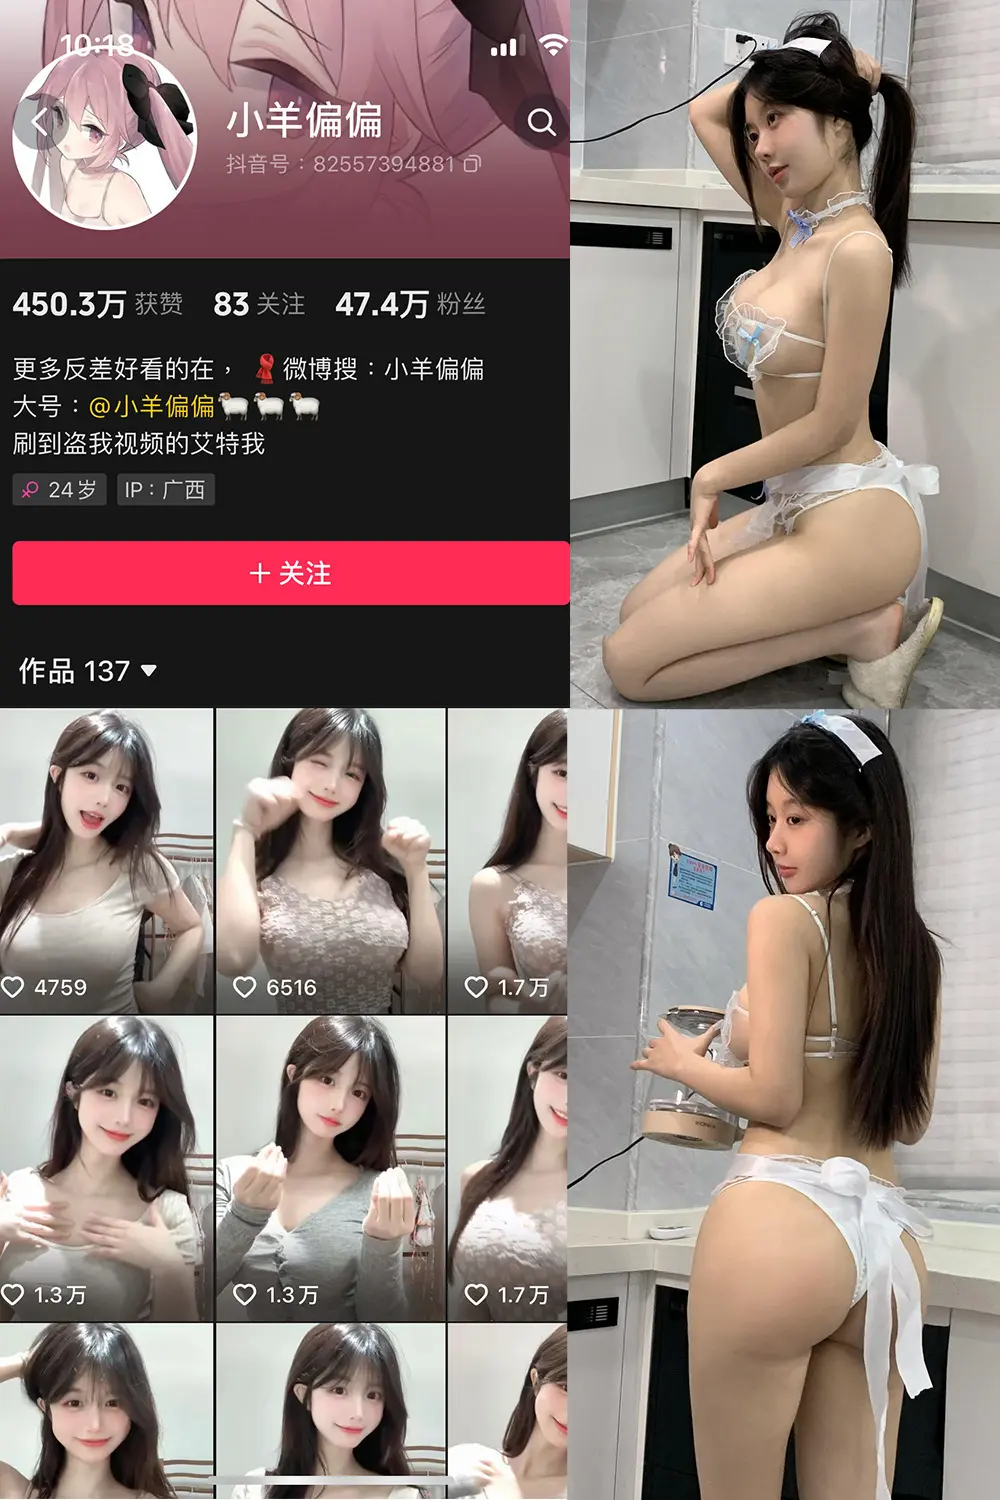 10:18
小羊偏偏
抖音号：82557394881
450.3万 获赞 83 关注 47.4万 粉丝
更多反差好看的在， 🧣微博搜：小羊偏偏
大号：@小羊偏偏🐏🐏🐏
刷到盗我视频的艾特我
24岁 IP：广西
+ 关注
作品 137
4759 6516 1.7万
1.3万 1.3万 1.7万